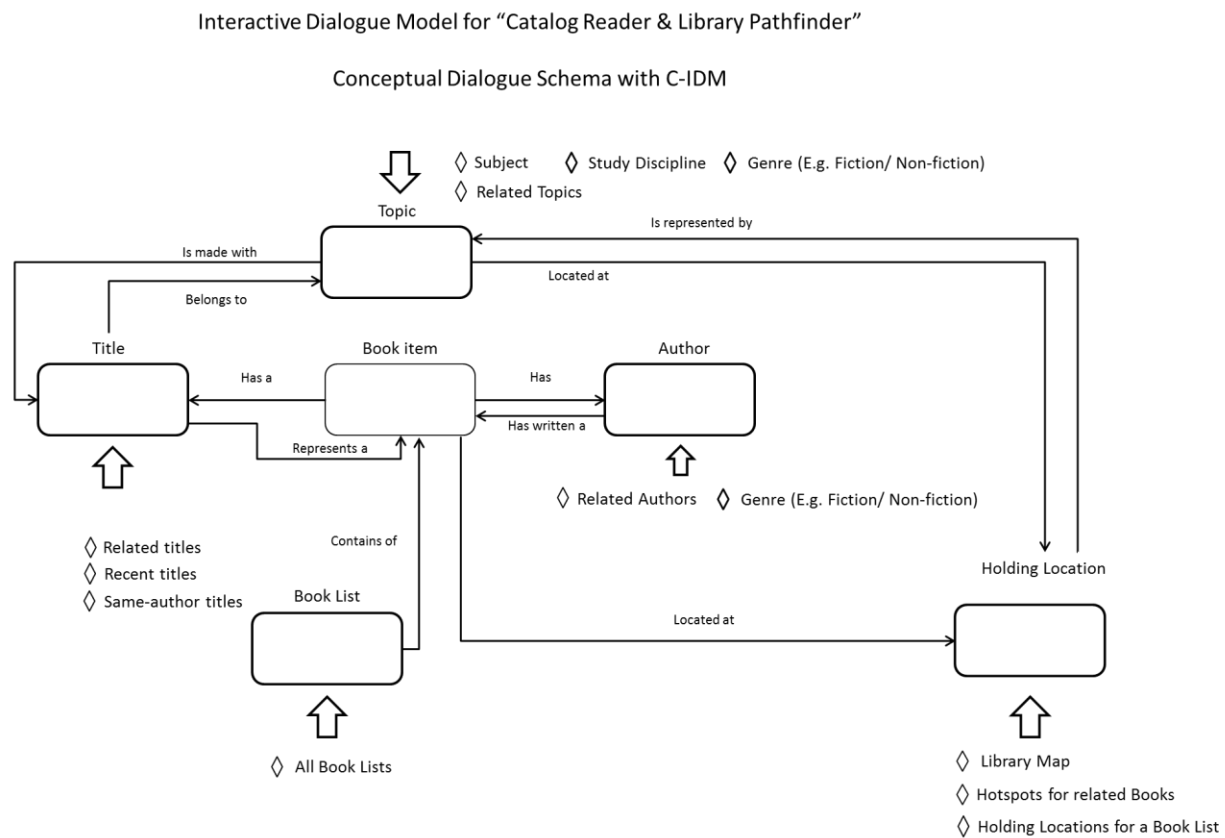 Interactive Dialogue Model for “Catalog Reader & Library Pathfinder”
Conceptual Dialogue Schema with C-IDM
Subject
Study Discipline
Genre (E.g. Fiction/ Non-fiction)
Related Topics
Topic
Is represented by
Is made with
Located at
Belongs to
Title
Book item
Author
Has a
Has
Has written a
Represents a
Related Authors
Genre (E.g. Fiction/ Non-fiction)
Contains of
Related titles
Recent titles
Same-author titles
Holding Location
Book List
Located at
All Book Lists
Library Map
Hotspots for related Books
Holding Locations for a Book List